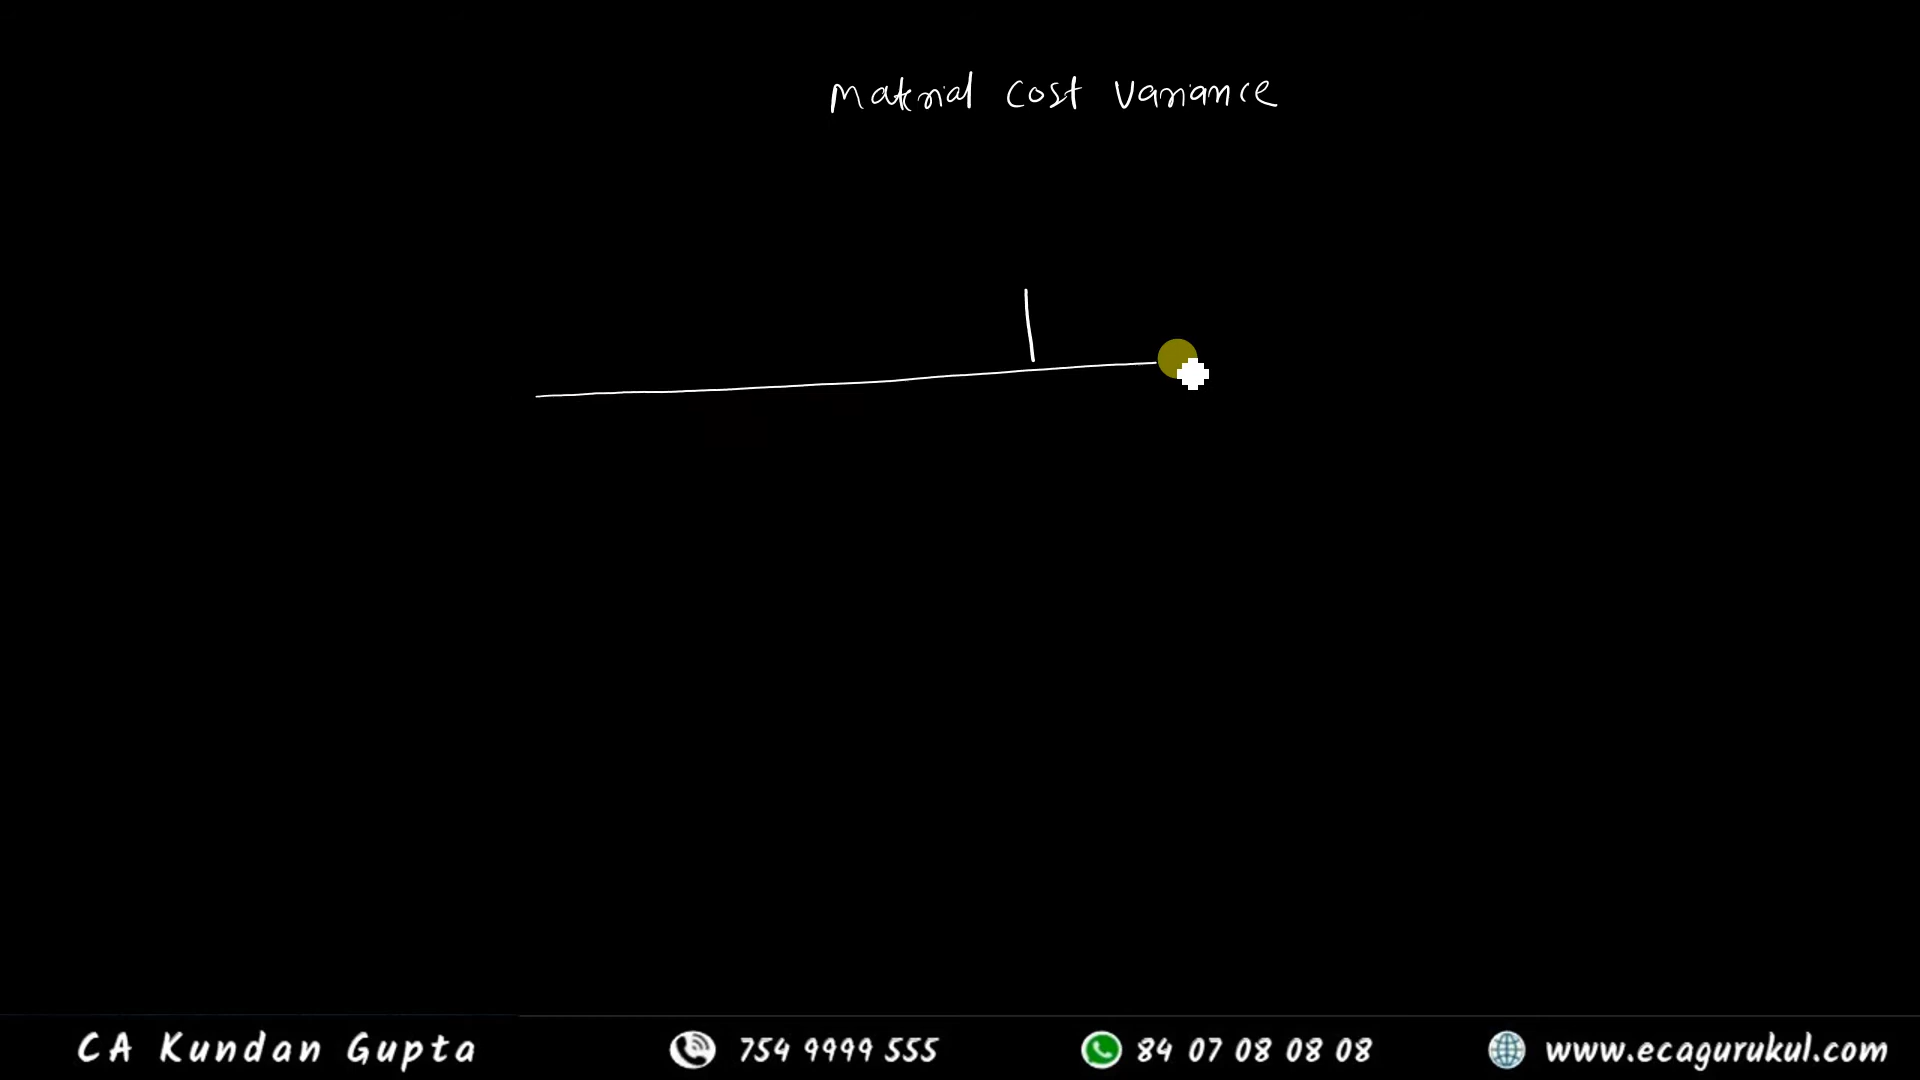 Material Cost Variance
CA Kundan Gupta 754 9999 555 84 07 08 08 08 www.ecagurukul.com